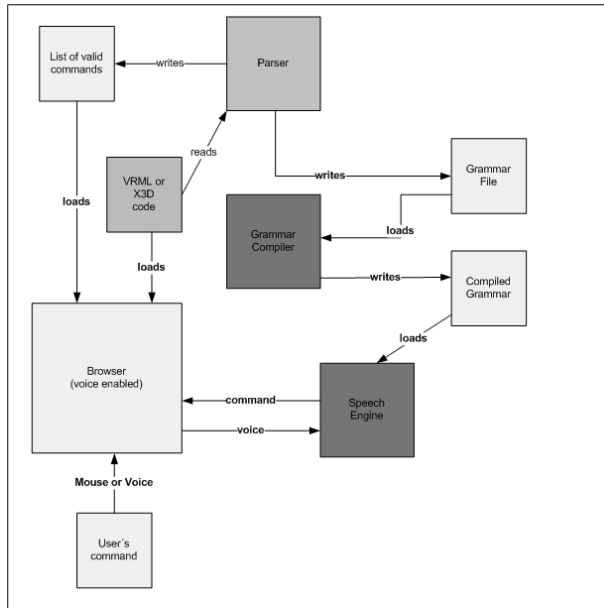 List of valid
commands
writes
Parser
reads
VRML or
X3D
code
writes
Grammar
File
loads
loads
Grammar
Compiler
loads
writes
Compiled
Grammar
loads
Browser
(voice enabled)
command
voice
Speech
Engine
Mouse or Voice
User´s
command